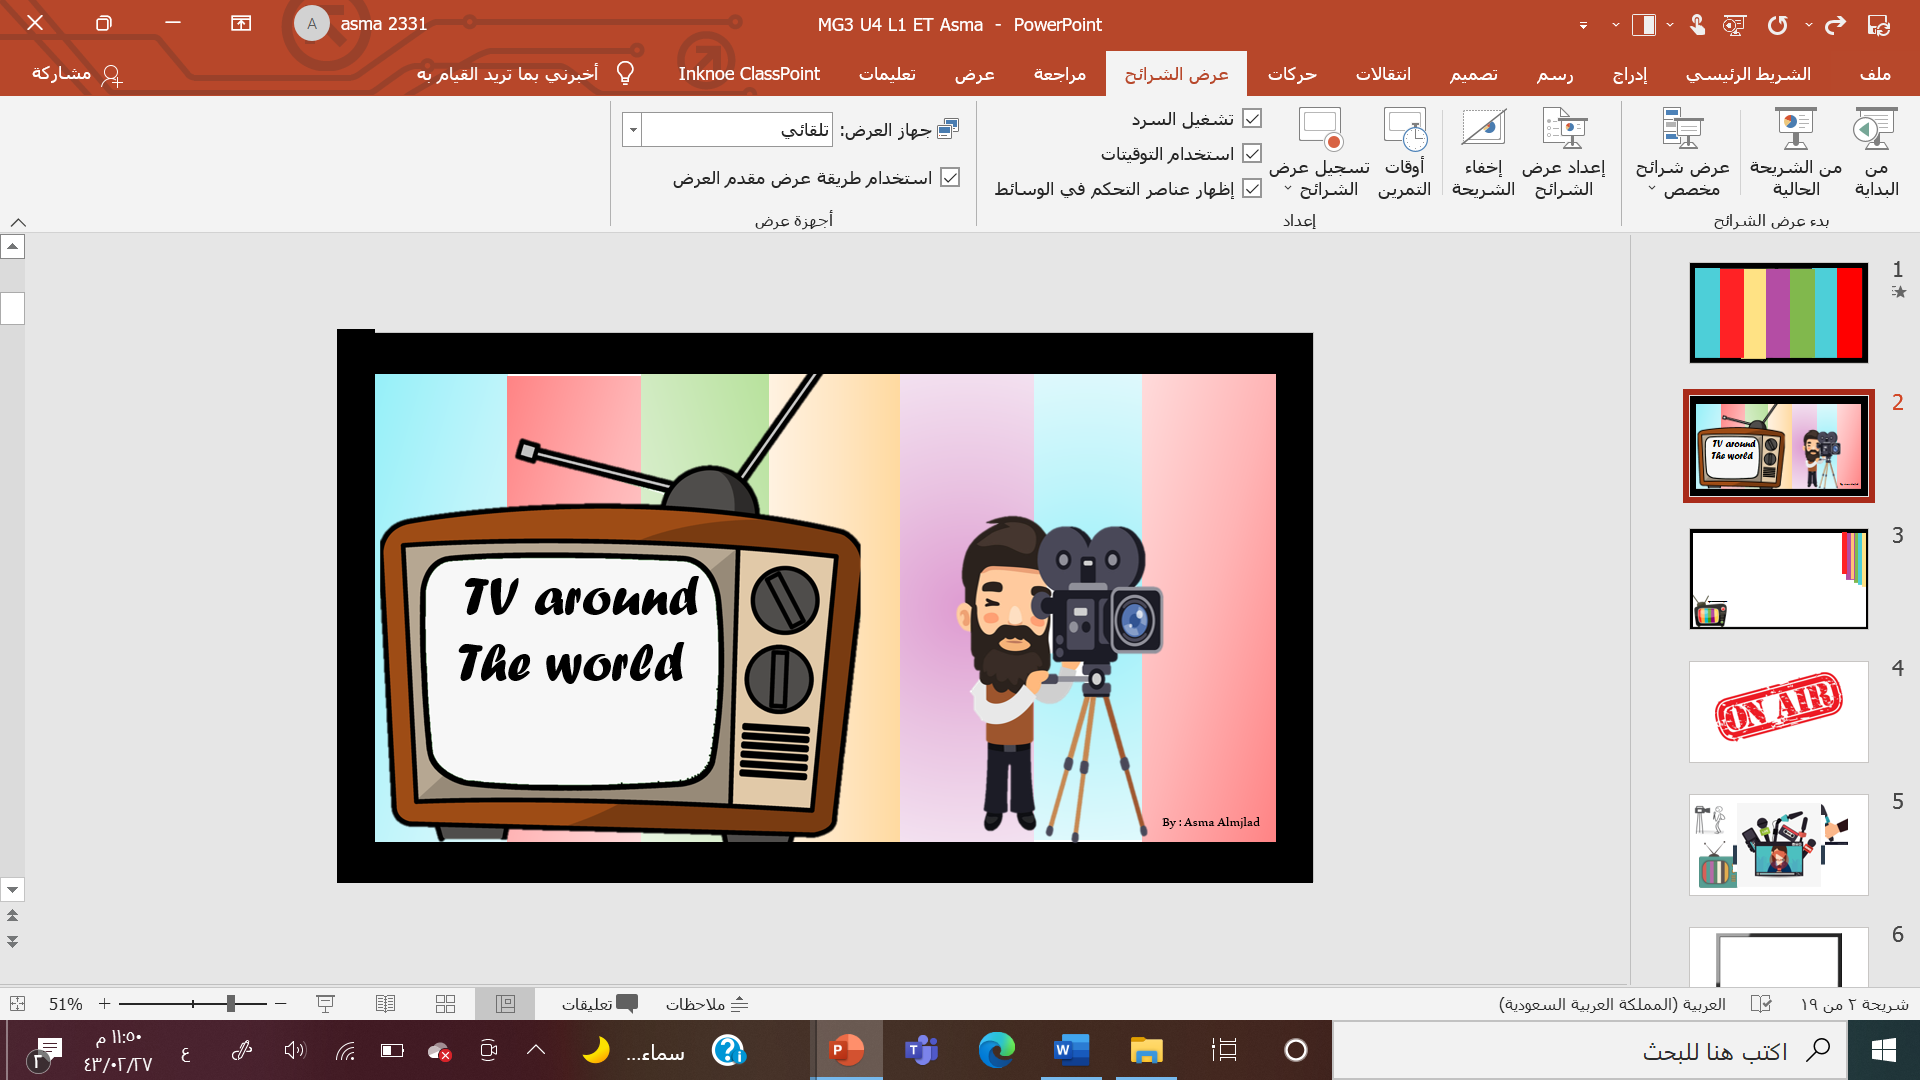 asma 2331
A
MG3 U4 L1 ET Asma - PowerPoint
ملف
الشريط الرئيسي
إدراج
رسم
تصميم
انتقالات
حركات
عرض الشرائح
مراجعة
عرض
تعليمات
Inknoe ClassPoint
أخبرني بما تريد القيام به
مشاركة
من
البداية
من الشريحة
الحالية
عرض شرائح
مخصص
بدء عرض الشرائح
إعداد عرض
الشرائح
إخفاء
الشريحة
أوقات
التمرين
تسجيل عرض
الشرائح
تشغيل السرد
استخدام التوقيتات
إظهار عناصر التحكم في الوسائط
إعداد
جهاز العرض:
تلقائي
استخدام طريقة عرض مقدم العرض
أجهزة عرض
1
2
TV around
The world
3
4
ON AIR
5
6
TV around
The world
By : Asma Almjlad
شريحة ٢ من ١٩
العربية (المملكة العربية السعودية)
ملاحظات
تعليقات
51%
اكتب هنا للبحث
سماء...
ع
١١:٥٠ م
٤٣/٠٢/٢٧
٣